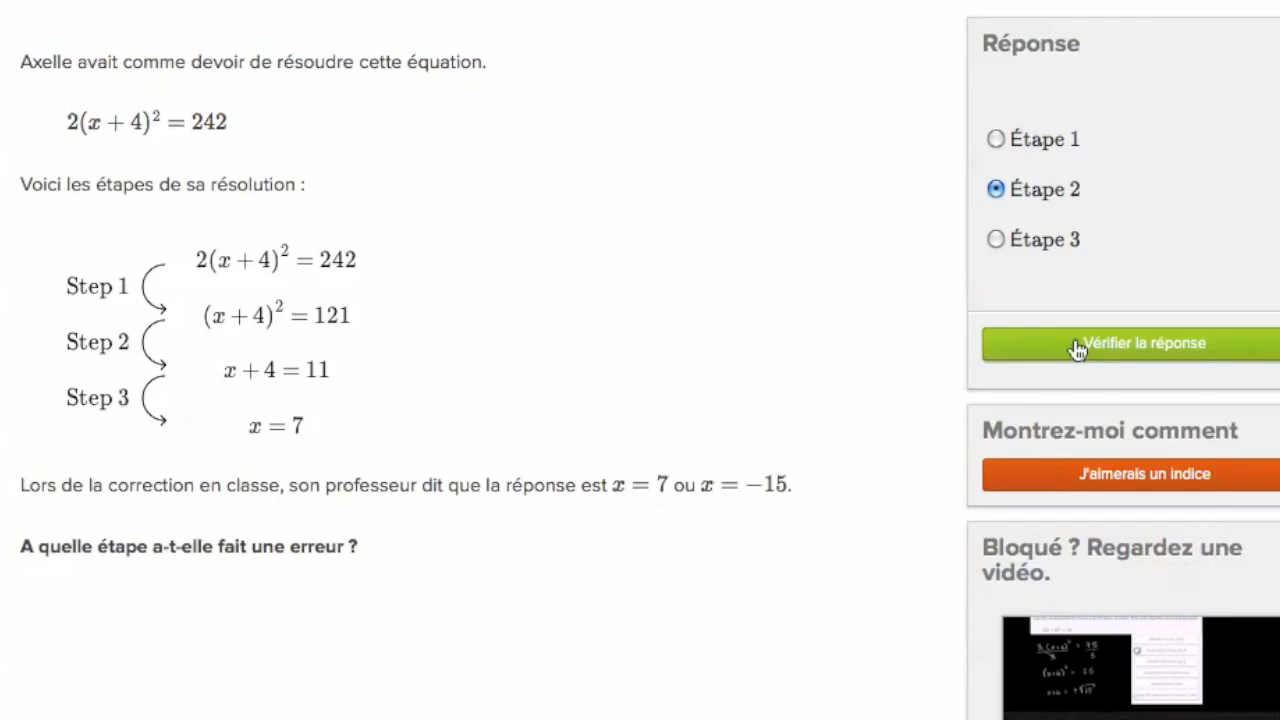 Axelle avait comme devoir de résoudre cette équation.
2(x + 4)² = 242
Voici les étapes de sa résolution :
2(x + 4)² = 242
Step 1
(x + 4)² = 121
Step 2
x + 4 = 11
Step 3
x = 7
Lors de la correction en classe, son professeur dit que la réponse est x = 7 ou x = −15.
A quelle étape a-t-elle fait une erreur ?
Réponse
Étape 1
Étape 2
Étape 3
Vérifier la réponse
Montrez-moi comment
J'aimerais un indice
Bloqué ? Regardez une
vidéo.